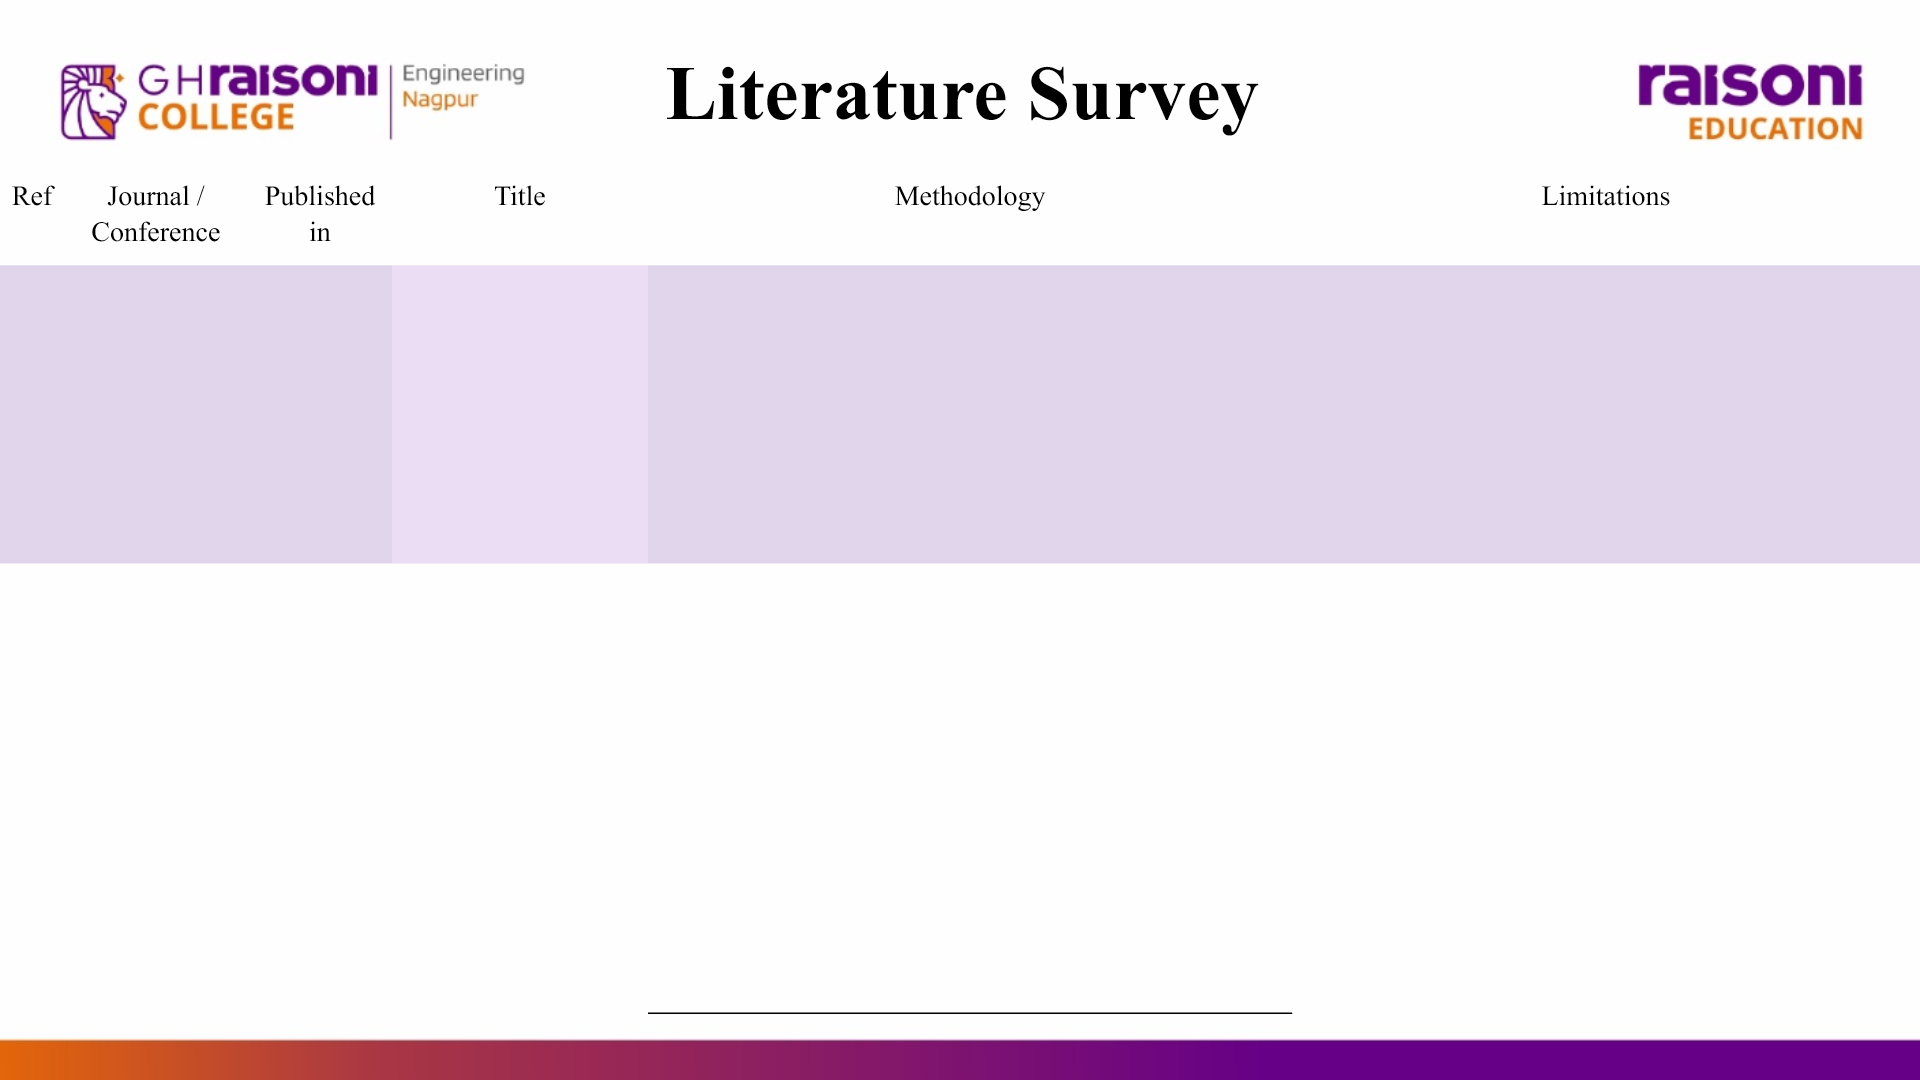 GHraisoni
COLLEGE
Engineering
Nagpur
Literature Survey
raisoni
EDUCATION
Ref
Journal /
Conference
Published
in
Title
Methodology
Limitations